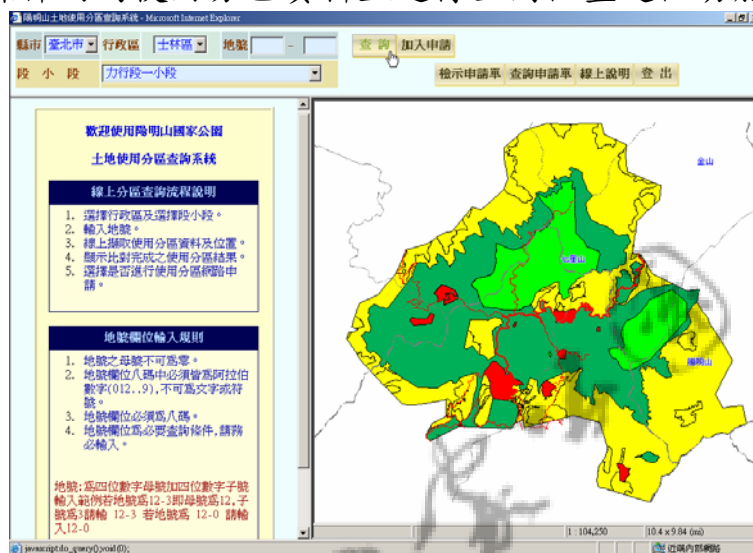 陽明山土地使用分區查詢系統 - Microsoft Internet Explorer
縣市 臺北市 行政區 士林區 地號 - 查 詢 加入申請
段 小 段 力行段一小段 檢示申請單 查詢申請單 線上說明 登 出
歡迎使用陽明山國家公園
土地使用分區查詢系統
線上分區查詢流程說明
1. 選擇行政區及選擇段小段。
2. 輸入地號。
3. 線上擷取使用分區資料及位置。
4. 顯示比對完成之使用分區結果。
5. 選擇是否進行使用分區網路申
請。
地號欄位輸入規則
1. 地號之母號不可為零。
2. 地號欄位八碼中必須皆為阿拉伯
數字(012..9),不可為文字或符
號。
3. 地號欄位必須為八碼。
4. 地號欄位為必要查詢條件,請務
必輸入。
地號:為四位數字母號加四位數字子號
輸入範例若地號為12-3即母號為12,子
號為3請輸 12-3 若地號為 12-0 請輸
入12-0
金山
七星山
1 : 104,250 10.4 x 9.84 (mi)
javascript:do_query();void(0); 近端內部網路